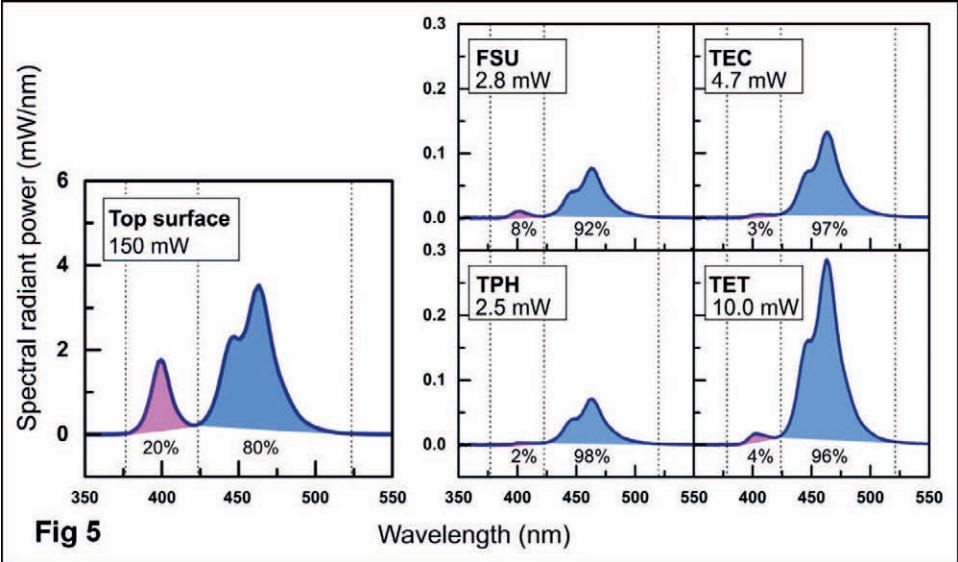 Spectral radiant power (mW/nm)
6
4
2
0
Top surface
150 mW
20% 80%
350 400 450 500 550
0.3
0.2
0.1
0.0
FSU
2.8 mW
8% 92%
TEC
4.7 mW
3% 97%
0.3
0.2
0.1
0.0
TPH
2.5 mW
2% 98%
TET
10.0 mW
4% 96%
350 400 450 500 550
350 400 450 500 550
Wavelength (nm)
Fig 5